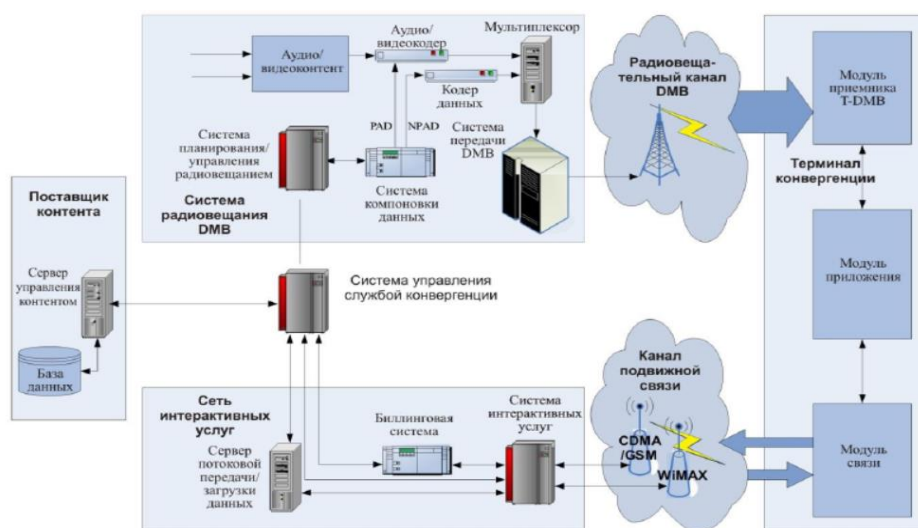 Аудио/
видеоконтент
Аудио/
видеокодер
Мультиплексор
Кодер
данных
PAD
NPAD
Система
планирования/
управления
радиовещанием
Система
компоновки
данных
Система
передачи
DMB
Система
радиовещания
DMB
Радиовеща-
тельный канал
DMB
Модуль
приемника
T-DMB
Терминал
конвергенции
Модуль
приложения
Модуль
связи
Поставщик
контента
Сервер
управления
контентом
База
данных
Система управления
службой конвергенции
Сеть
интерактивных
услуг
Сервер
потоковой
передачи/
загрузки
данных
Биллинговая
система
Система
интерактивных
услуг
Канал
подвижной
связи
CDMA
/GSM
WiMAX